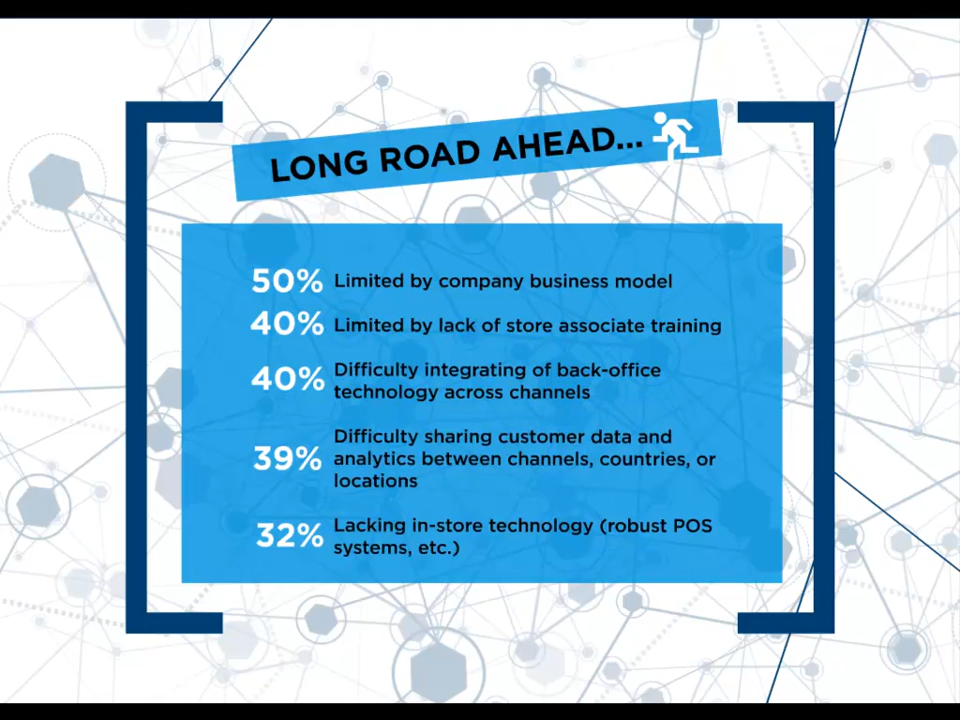 LONG ROAD AHEAD...
50% Limited by company business model
40% Limited by lack of store associate training
40% Difficulty integrating of back-office
technology across channels
39% Difficulty sharing customer data and
analytics between channels, countries, or
locations
32% Lacking in-store technology (robust POS
systems, etc.)